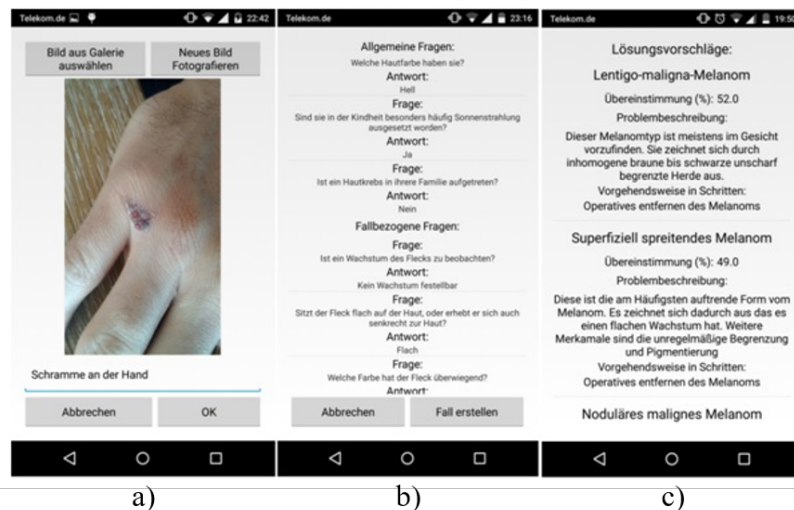 Telekom.de 22:42
Bild aus Galerie
auswählen
Neues Bild
Fotografieren
Schramme an der Hand
Abbrechen OK
a)
Telekom.de 23:16
Allgemeine Fragen:
Welche Hautfarbe haben sie?
Antwort:
Hell
Frage:
Sind sie in der Kindheit besonders häufig Sonnenstrahlung
ausgesetzt worden?
Antwort:
Ja
Frage:
Ist ein Hautkrebs in ihrere Familie aufgetreten?
Antwort:
Nein
Fallbezogene Fragen:
Frage:
Ist ein Wachstum des Flecks zu beobachten?
Antwort:
Kein Wachstum festellbar
Frage:
Sitzt der Fleck flach auf der Haut, oder erhebt er sich auch
senkrecht zur Haut?
Antwort:
Flach
Frage:
Welche Farbe hat der Fleck überwiegend?
Antwort:
Abbrechen Fall erstellen
b)
Telekom.de 19:50
Lösungsvorschläge:
Lentigo-maligna-Melanom
Übereinstimmung (%): 52.0
Problembeschreibung:
Dieser Melanomtyp ist meistens im Gesicht
vorzufinden. Sie zeichnet sich durch
inhomogene braune bis schwarze unscharf
begrenzte Herde aus.
Vorgehendsweise in Schritten:
Operatives entfernen des Melanoms
Superfiziell spreitendes Melanom
Übereinstimmung (%): 49.0
Problembeschreibung:
Diese ist die am Häufigsten auftrende Form vom
Melanom. Es zeichnet sich dadurch aus das es
einen flachen Wachstum hat. Weitere
Merkamale sind die unregelmäßige Begrenzung
und Pigmentierung
Vorgehendsweise in Schritten:
Operatives entfernen des Melanoms
Noduläres malignes Melanom
c)